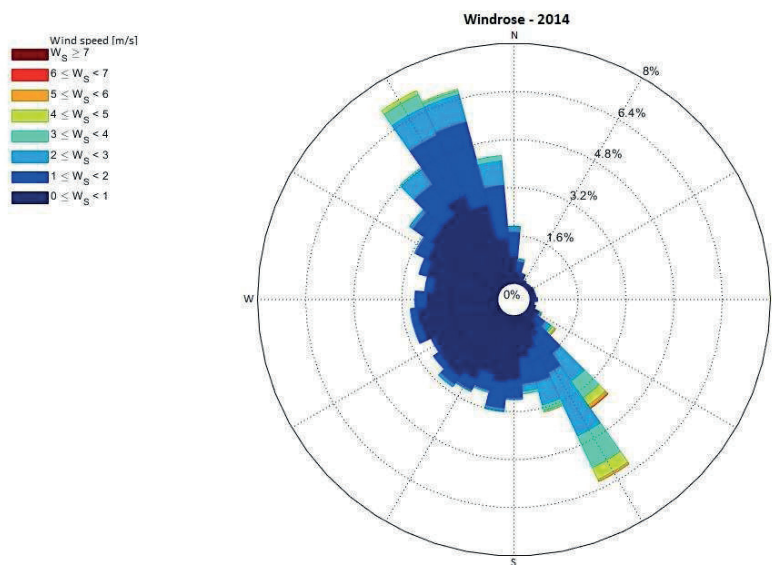 Windrose - 2014
Wind speed [m/s]
W_S ≥ 7
6 ≤ W_S < 7
5 ≤ W_S < 6
4 ≤ W_S < 5
3 ≤ W_S < 4
2 ≤ W_S < 3
1 ≤ W_S < 2
0 ≤ W_S < 1
N
8%
6.4%
4.8%
3.2%
1.6%
0%
W
S